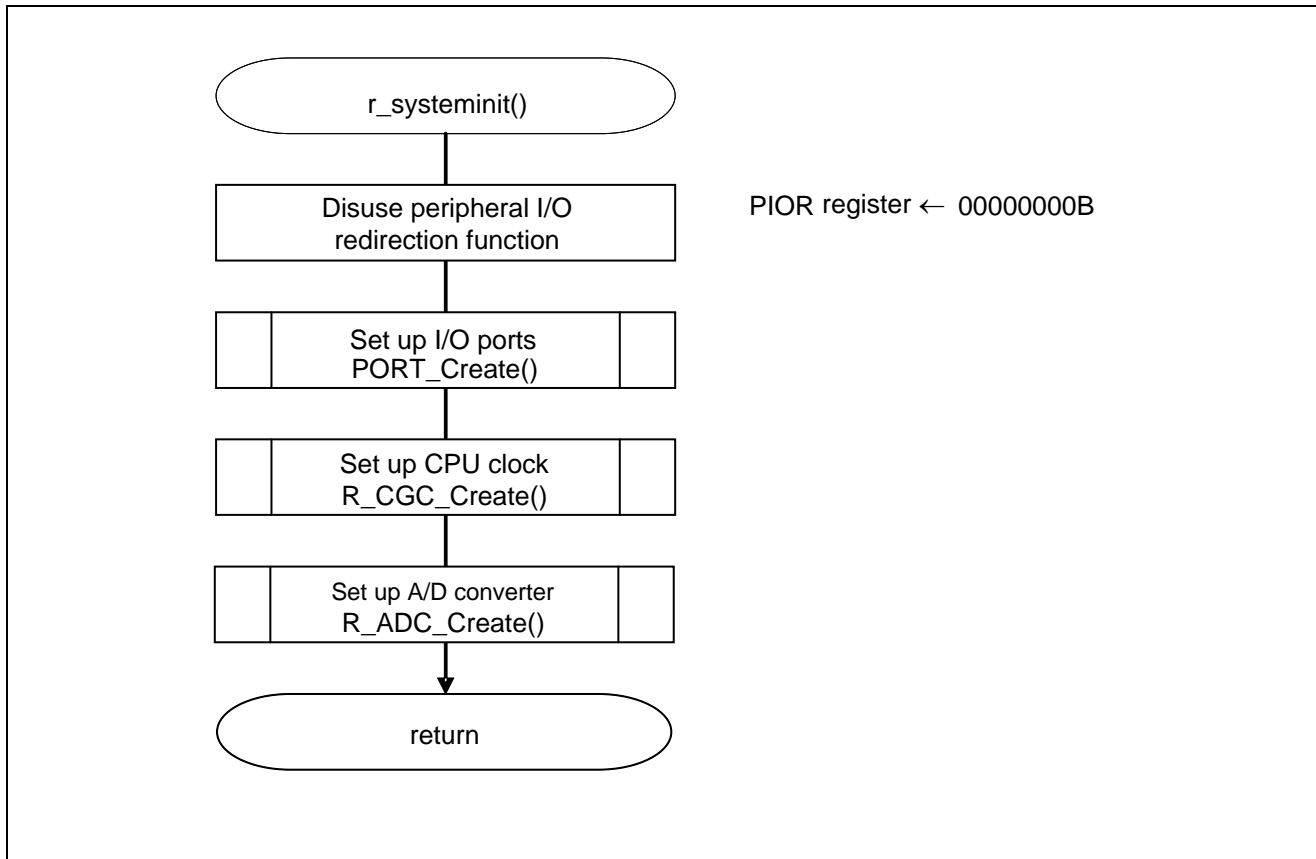 r_systeminit()
Disuse peripheral I/O
redirection function
PIOR register ← 00000000B
Set up I/O ports
PORT_Create()
Set up CPU clock
R_CGC_Create()
Set up A/D converter
R_ADC_Create()
return